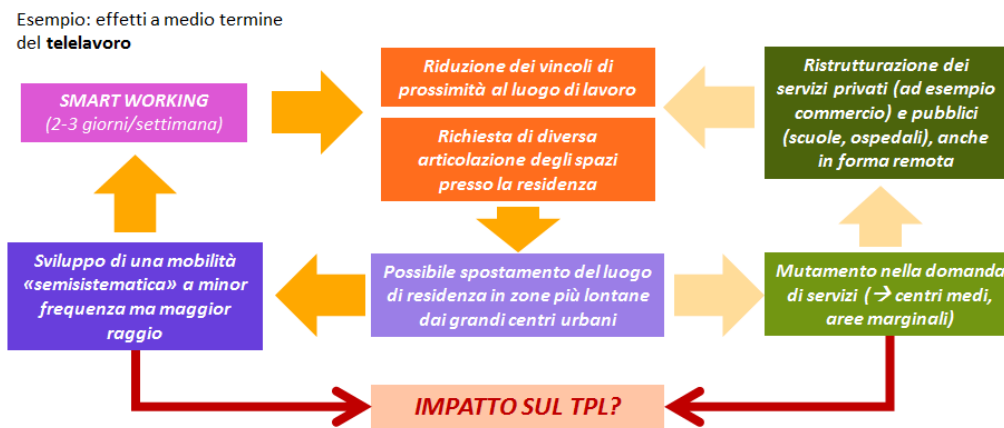 Esempio: effetti a medio termine
del telelavoro
SMART WORKING
(2-3 giorni/settimana)
Riduzione dei vincoli di
prossimità al luogo di lavoro
Richiesta di diversa
articolazione degli spazi
presso la residenza
Ristrutturazione dei
servizi privati (ad esempio
commercio) e pubblici
(scuole, ospedali), anche
in forma remota
Sviluppo di una mobilità
«semisistematica» a minor
frequenza ma maggior
raggio
Possibile spostamento del luogo
di residenza in zone più lontane
dai grandi centri urbani
Mutamento nella domanda
di servizi (→ centri medi,
aree marginali)
IMPATTO SUL TPL?